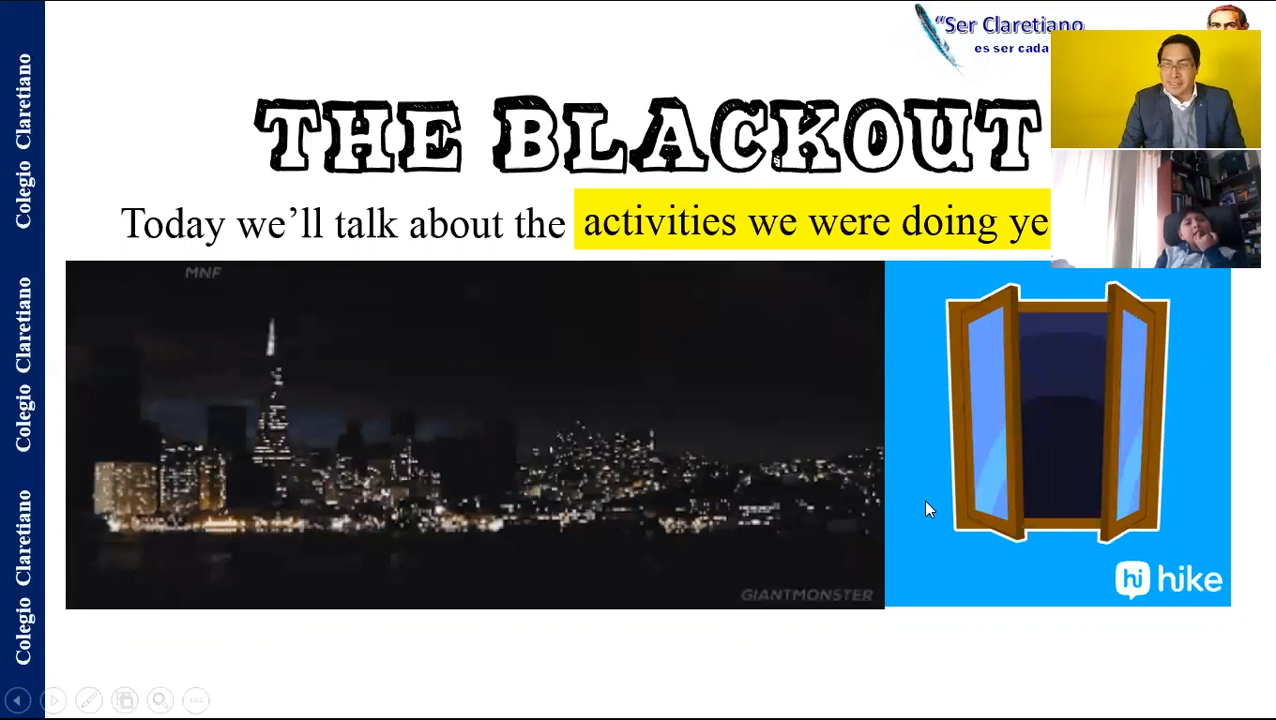 "Ser Claretiano
es ser cada
THE BLACKOUT
Today we'll talk about the activities we were doing ye
MNF
GIANTMONSTER
hi hike
Colegio Claretiano
Colegio Claretiano
Colegio Claretiano